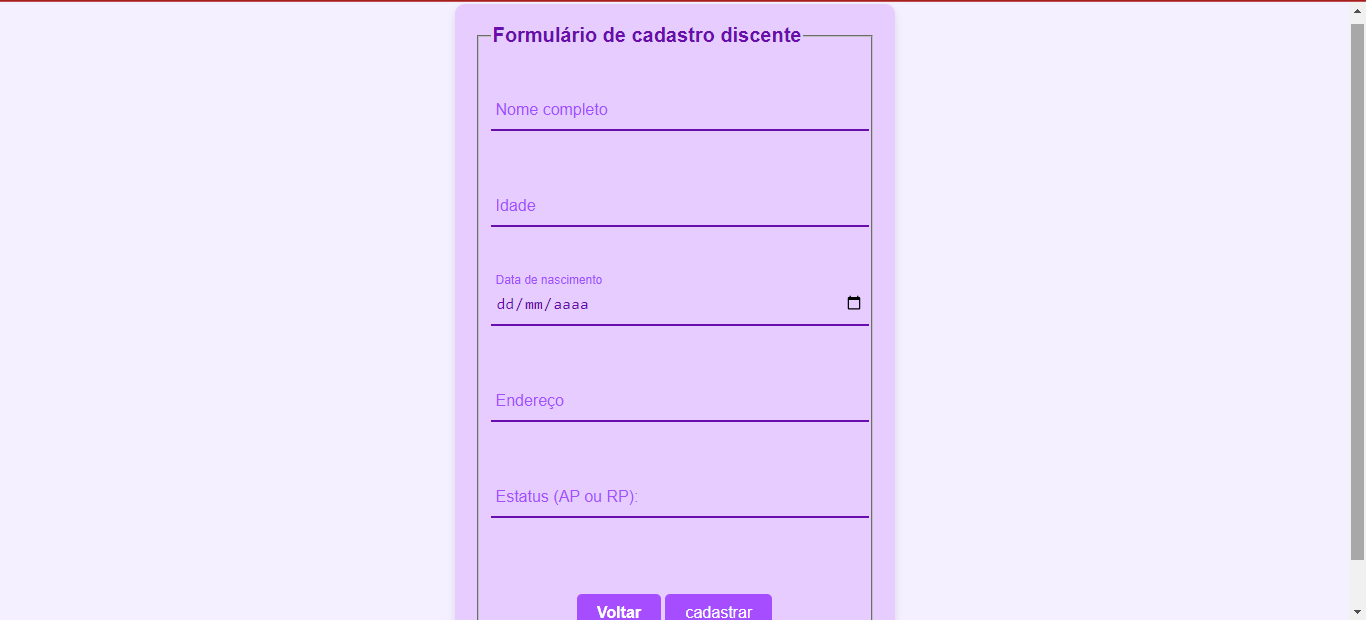 Formulário de cadastro discente
Nome completo
Idade
Data de nascimento
dd/mm/aaaa
Endereço
Estatus (AP ou RP):
Voltar cadastrar